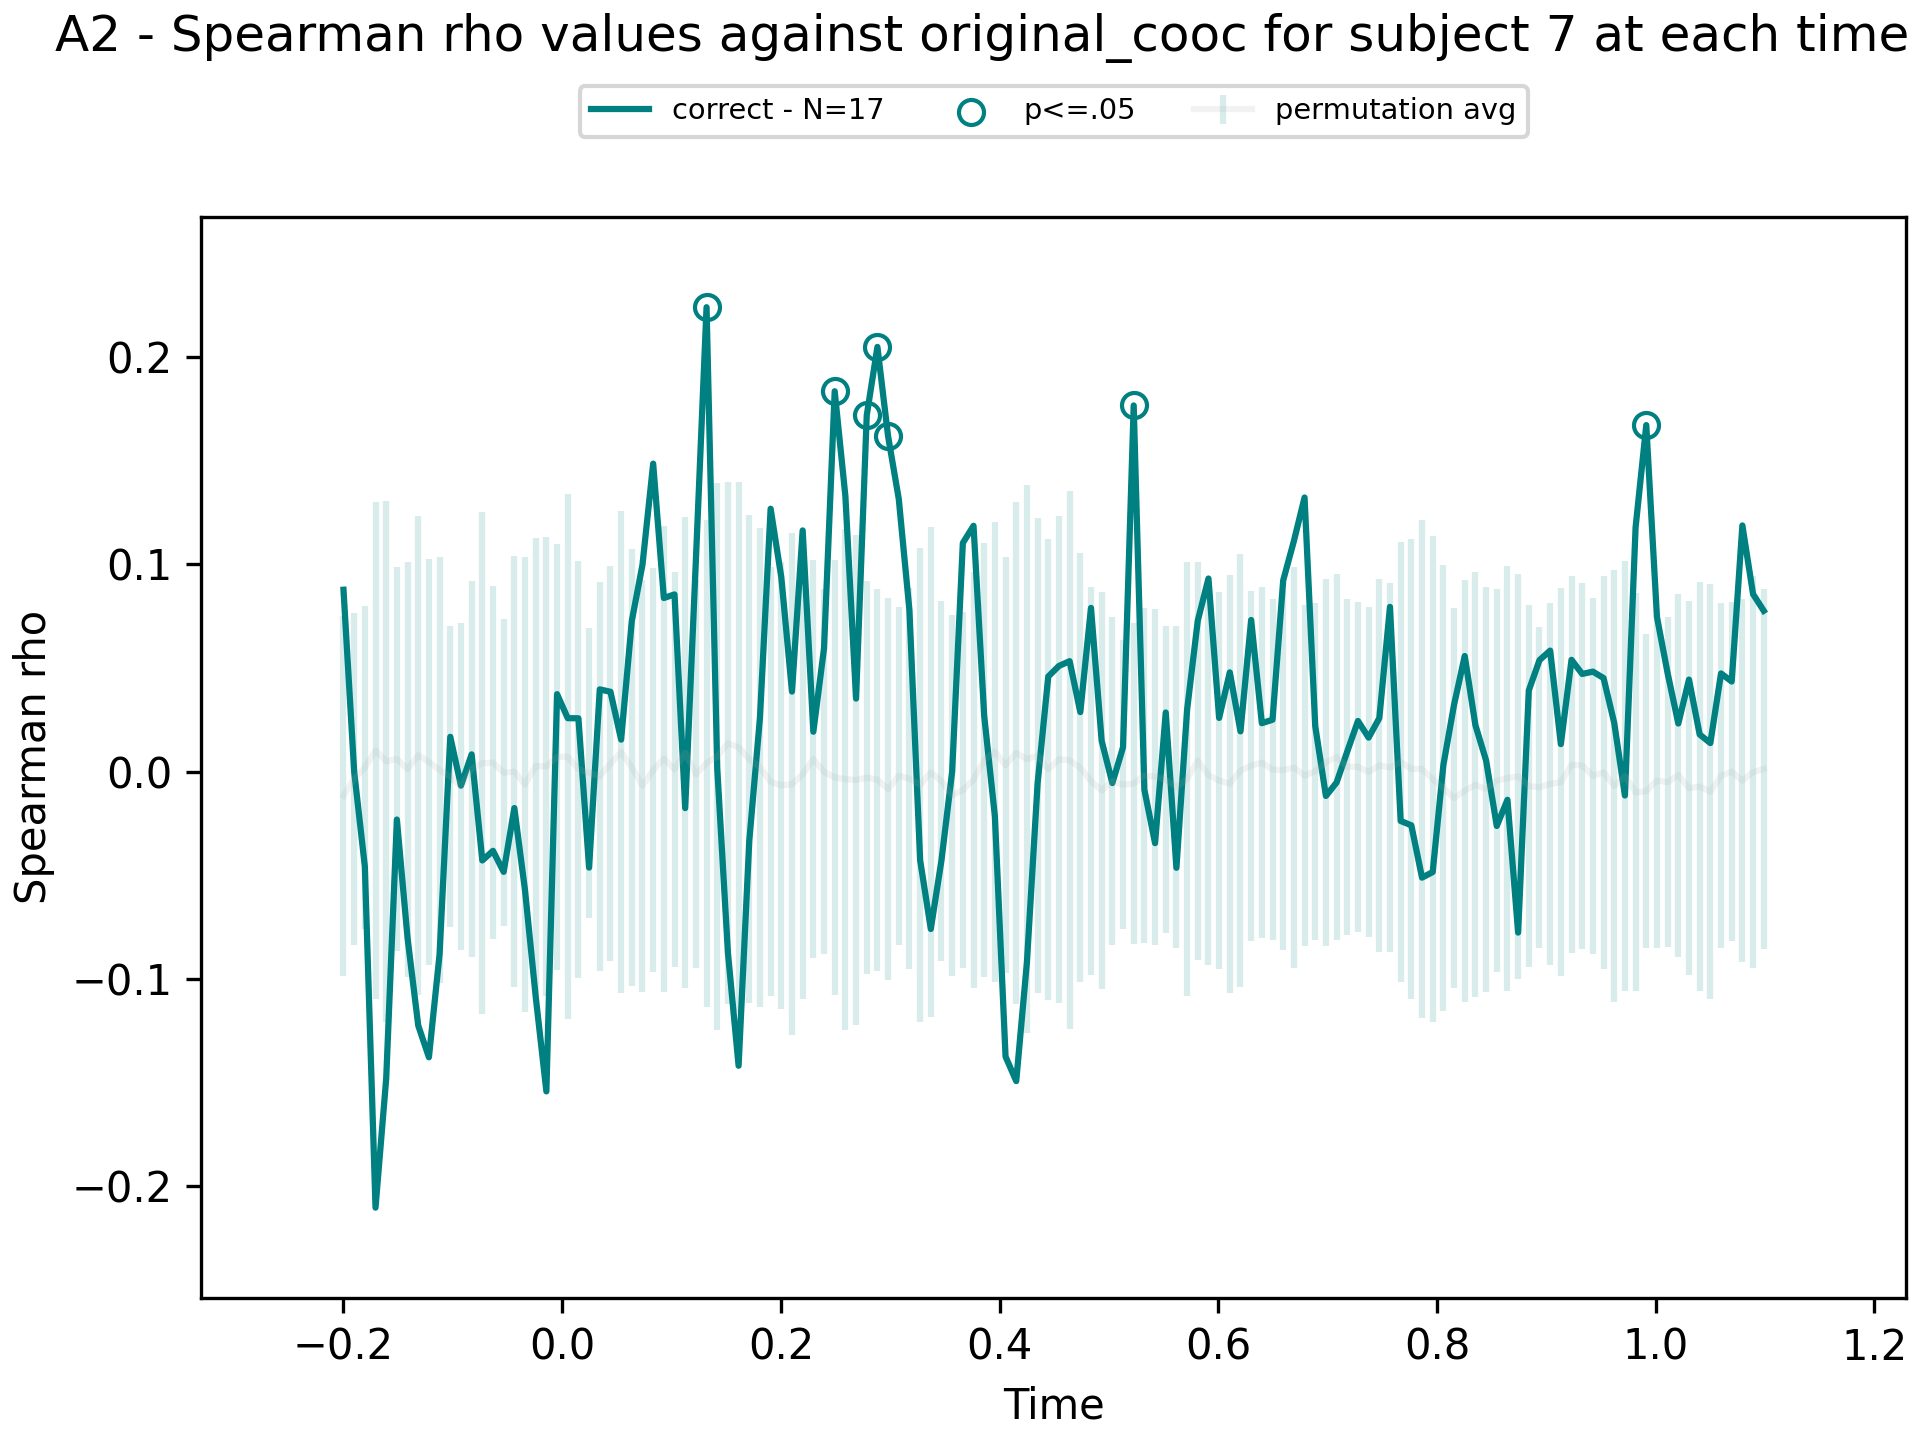 A2 - Spearman rho values against original_cooc for subject 7 at each time
correct - N=17 p<=.05 permutation avg
Spearman rho
0.2
0.1
0.0
−0.1
−0.2
−0.2 0.0 0.2 0.4 0.6 0.8 1.0 1.2
Time